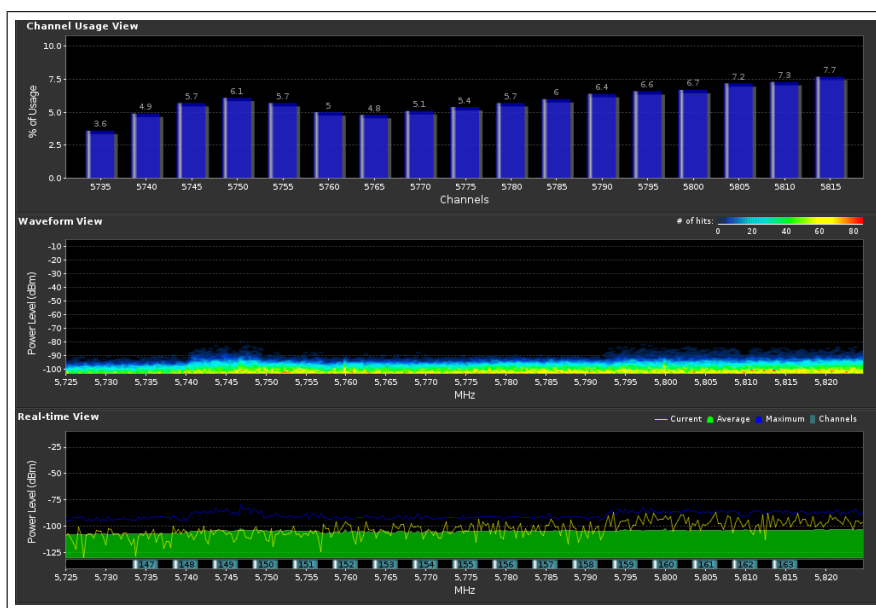 Channel Usage View
10.0
7.5
5.0
2.5
0.0
% of Usage
3.6 4.9 5.7 6.1 5.7 5 4.8 5.1 5.4 5.7 6 6.4 6.6 6.7 7.2 7.3 7.7
5735 5740 5745 5750 5755 5760 5765 5770 5775 5780 5785 5790 5795 5800 5805 5810 5815
Channels
Waveform View
# of hits:
0 20 40 60 80
-10
-20
-30
-40
-50
-60
-70
-80
-90
-100
Power Level (dBm)
5,725 5,730 5,735 5,740 5,745 5,750 5,755 5,760 5,765 5,770 5,775 5,780 5,785 5,790 5,795 5,800 5,805 5,810 5,815 5,820
MHz
Real-time View
Current Average Maximum Channels
-25
-50
-75
-100
-125
Power Level (dBm)
147 148 149 150 151 152 153 154 155 156 157 158 159 160 161 162 163
5,725 5,730 5,735 5,740 5,745 5,750 5,755 5,760 5,765 5,770 5,775 5,780 5,785 5,790 5,795 5,800 5,805 5,810 5,815 5,820
MHz